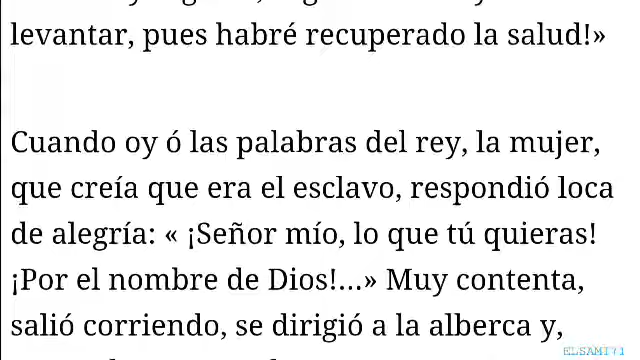 levantar, pues habré recuperado la salud!»
Cuando oy ó las palabras del rey, la mujer,
que creía que era el esclavo, respondió loca
de alegría: « ¡Señor mío, lo que tú quieras!
¡Por el nombre de Dios!...» Muy contenta,
salió corriendo, se dirigió a la alberca y,
ELSAMI71